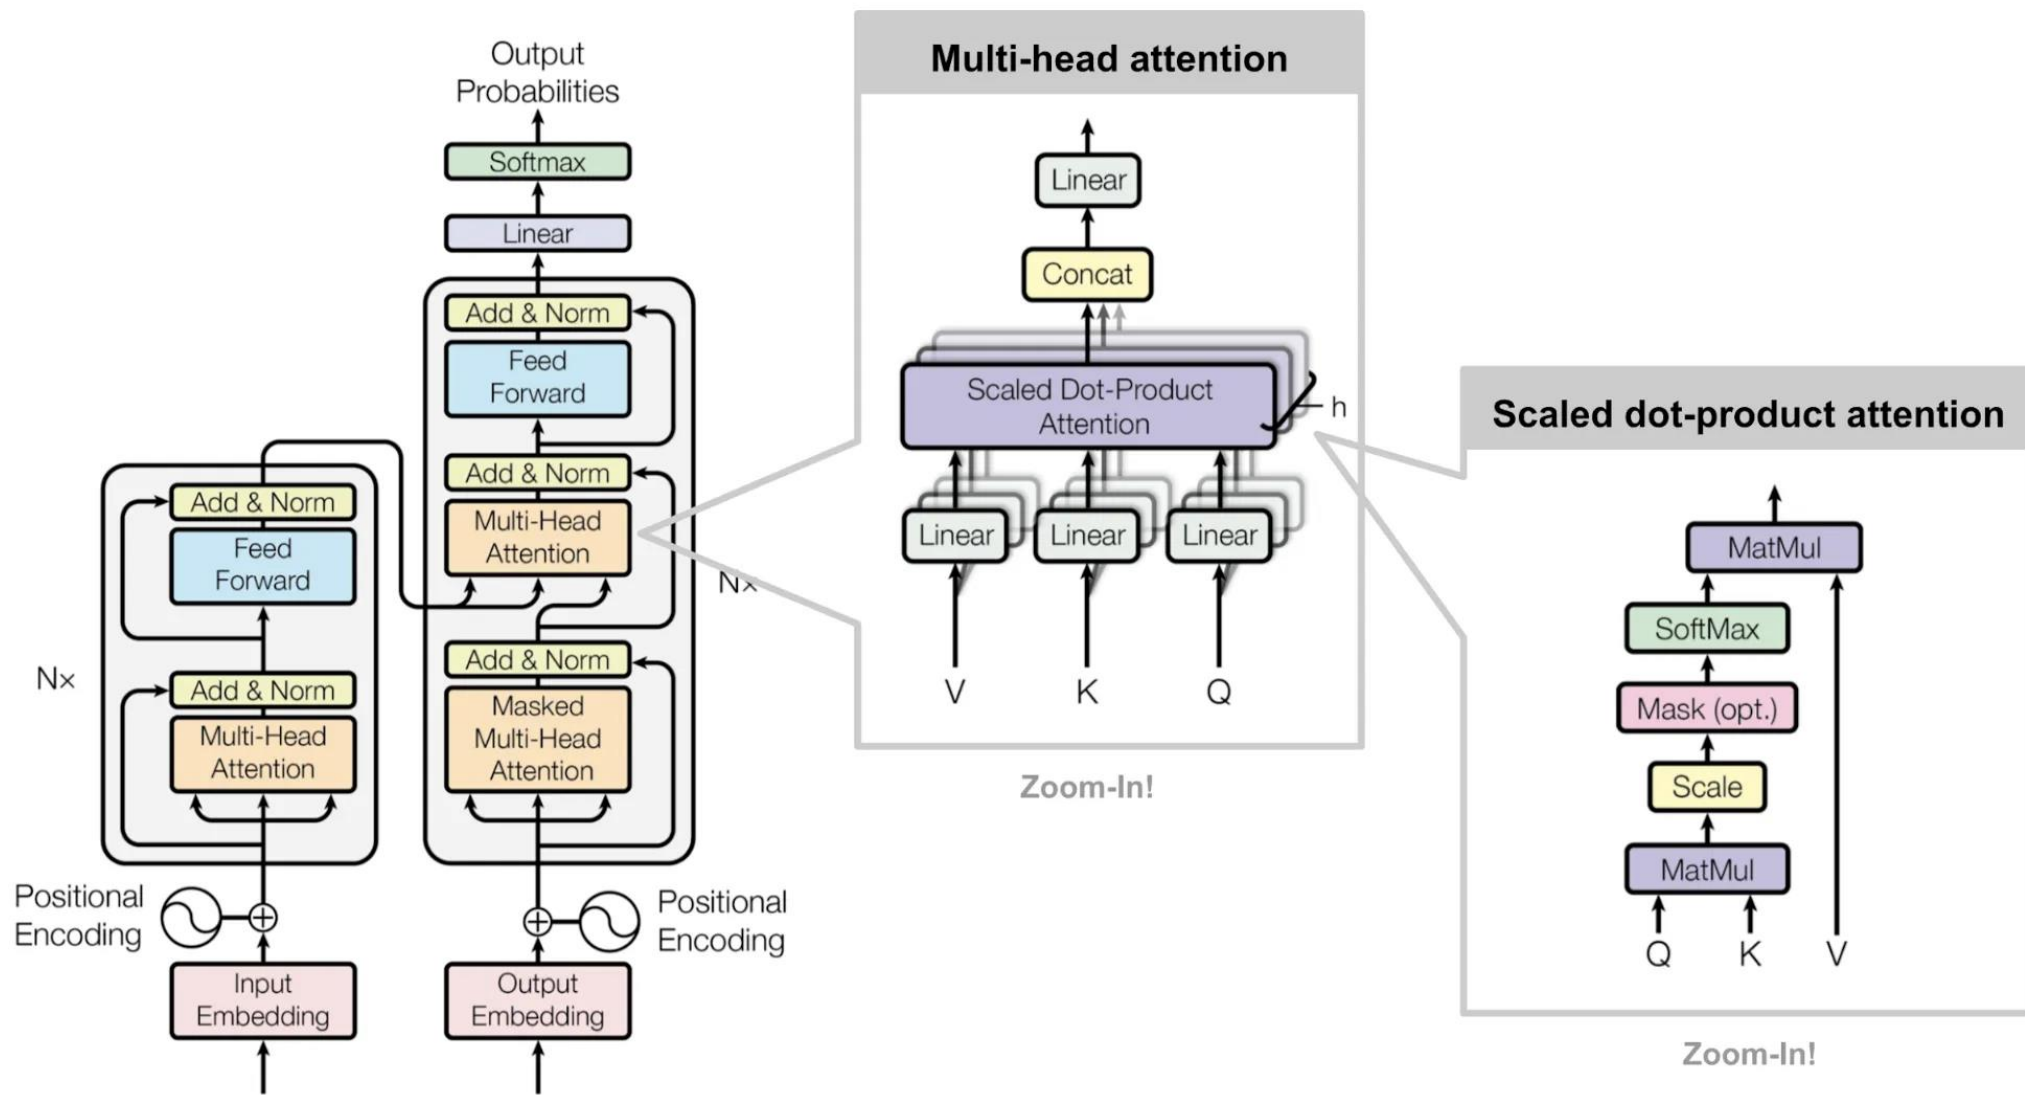 Output
Probabilities
Softmax
Linear
Add & Norm
Feed
Forward
Add & Norm
Multi-Head
Attention
Nx
Add & Norm
Masked
Multi-Head
Attention
Positional
Encoding
Output
Embedding
Add & Norm
Feed
Forward
Nx
Add & Norm
Multi-Head
Attention
Positional
Encoding
Input
Embedding
Multi-head attention
Linear
Concat
Scaled Dot-Product
Attention
h
Linear Linear Linear
V K Q
Zoom-In!
Scaled dot-product attention
MatMul
SoftMax
Mask (opt.)
Scale
MatMul
Q K V
Zoom-In!